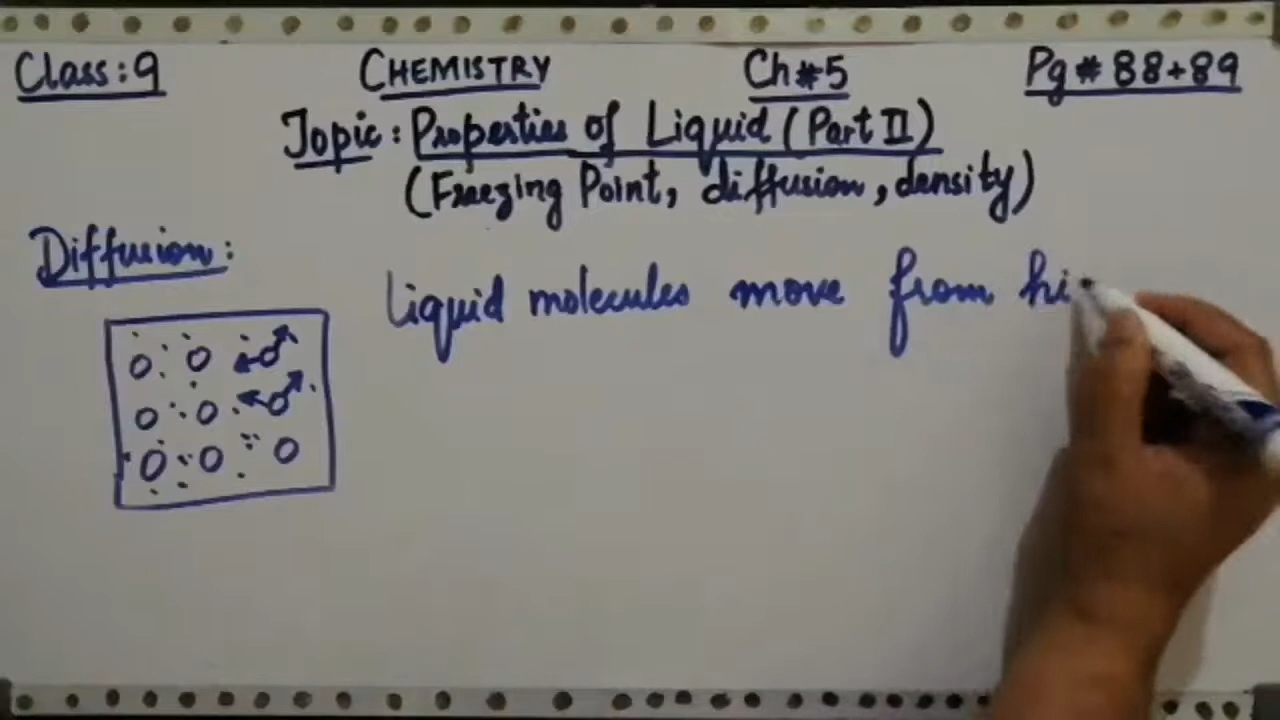 Class: 9 CHEMISTRY Ch#5 Pg # 88+89
Topic: Properties of Liquid (Part II)
(Freezing Point, diffusion, density)
Diffusion:
Liquid molecules move from hi